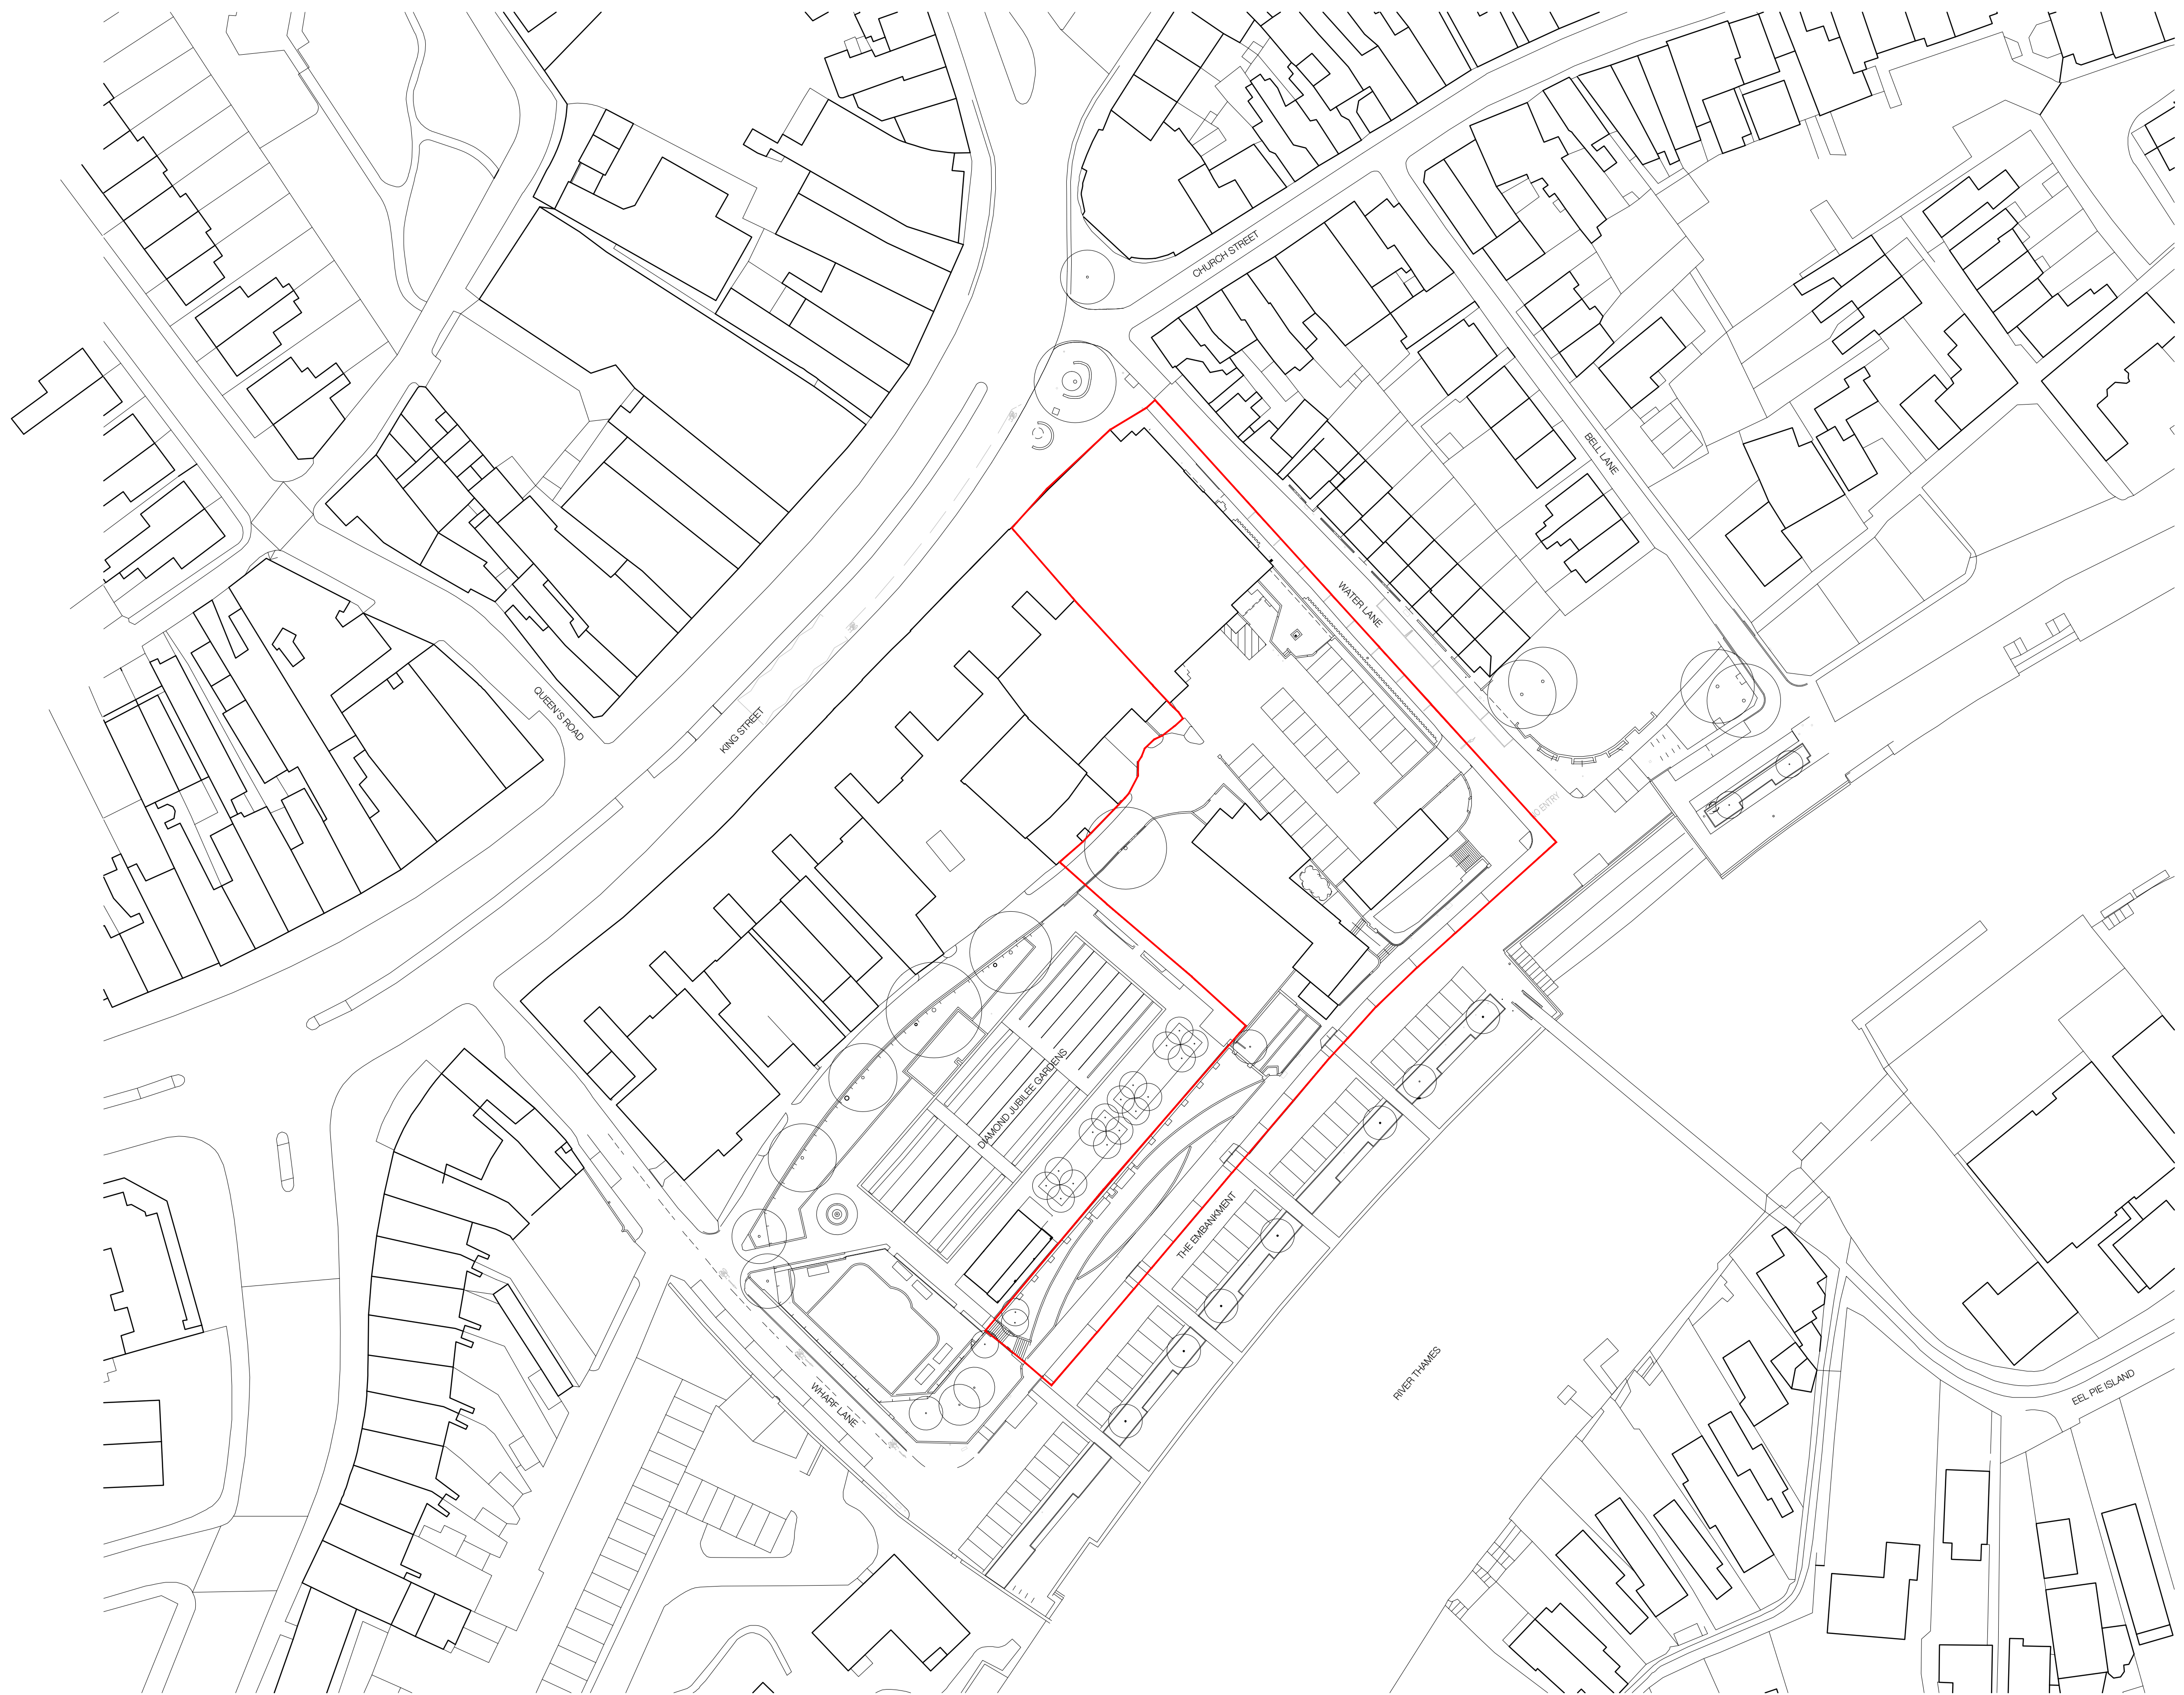 CHURCH STREET
BELL LANE
WATER LANE
QUEEN'S ROAD
KING STREET
O ENTRY
DIAMOND JUBILEE GARDENS
THE EMBANKMENT
RIVER THAMES
WHARF LANE
EEL PIE ISLAND